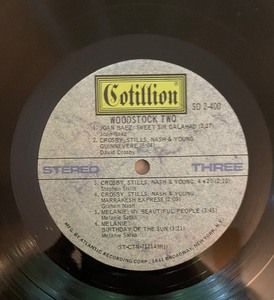 Cotillion
SD 2-400
WOODSTOCK TWO
1. JOAN BAEZ: SWEET SIR GALAHAD (3:27)
Joan Baez
2. CROSBY, STILLS, NASH & YOUNG:
GUINNEVERE (5:04)
David Crosby
STEREO
THREE
3. CROSBY, STILLS, NASH & YOUNG: 4+20 (2:20)
Stephen Stills
4. CROSBY, STILLS, NASH & YOUNG:
MARRAKESH EXPRESS (2:09)
Graham Nash
5. MELANIE: MY BEAUTIFUL PEOPLE (3:45)
Melanie Safka
6. MELANIE:
BIRTHDAY OF THE SUN (3:21)
Melanie Safka
MFG. BY ATLANTIC RECORDING CORP., 1841 BROADWAY, NEW YORK, N.Y.